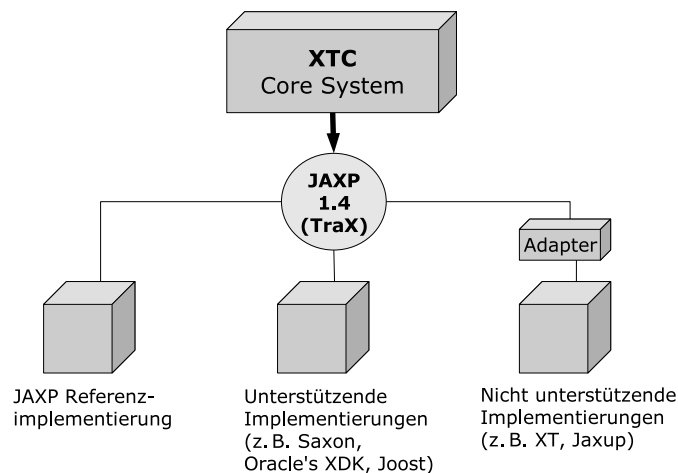 XTC
Core System
JAXP
1.4
(TraX)
Adapter
JAXP Referenz-
implementierung
Unterstützende
Implementierungen
(z. B. Saxon,
Oracle's XDK, Joost)
Nicht unterstützende
Implementierungen
(z. B. XT, Jaxup)